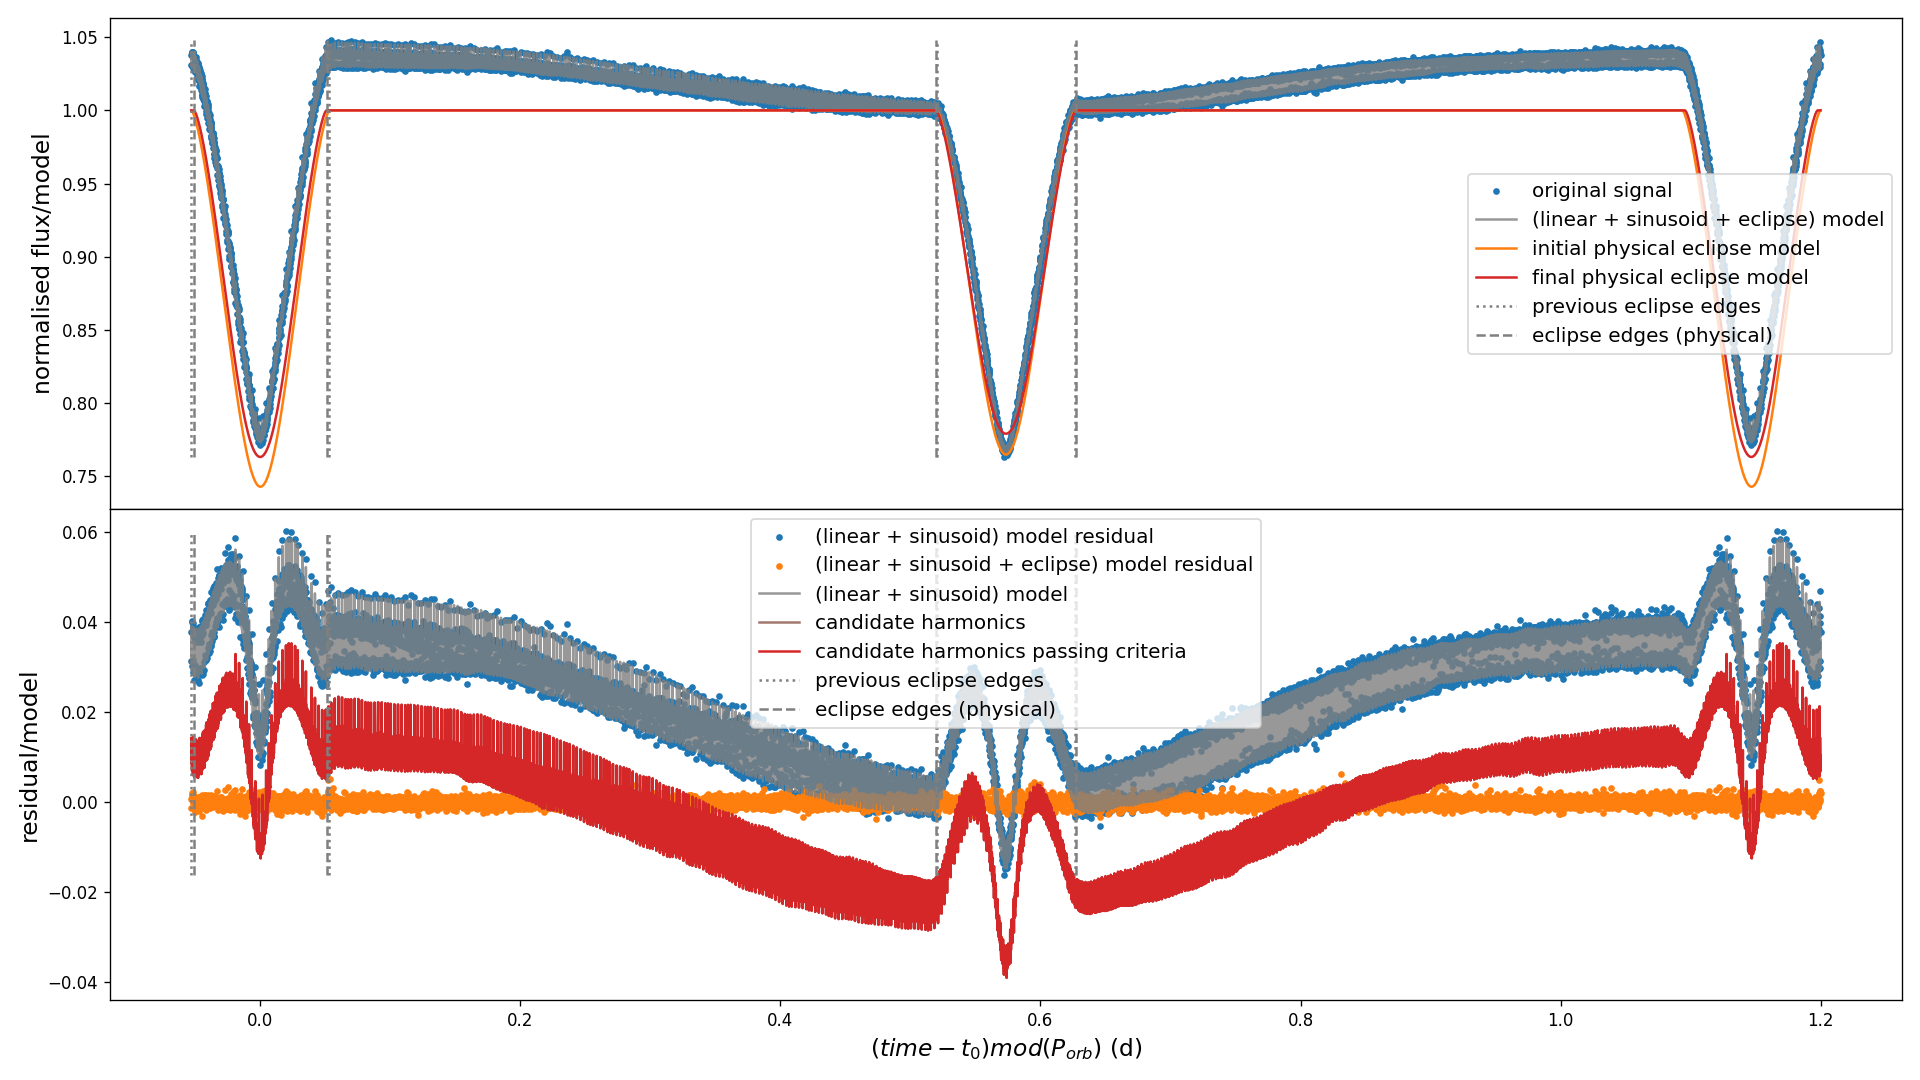 1.05
1.00
0.95
0.90
0.85
0.80
0.75
normalised flux/model
original signal
(linear + sinusoid + eclipse) model
initial physical eclipse model
final physical eclipse model
previous eclipse edges
eclipse edges (physical)
0.06
0.04
0.02
0.00
−0.02
−0.04
residual/model
(linear + sinusoid) model residual
(linear + sinusoid + eclipse) model residual
(linear + sinusoid) model
candidate harmonics
candidate harmonics passing criteria
previous eclipse edges
eclipse edges (physical)
0.0 0.2 0.4 0.6 0.8 1.0 1.2
(time − t₀)mod(P_orb) (d)